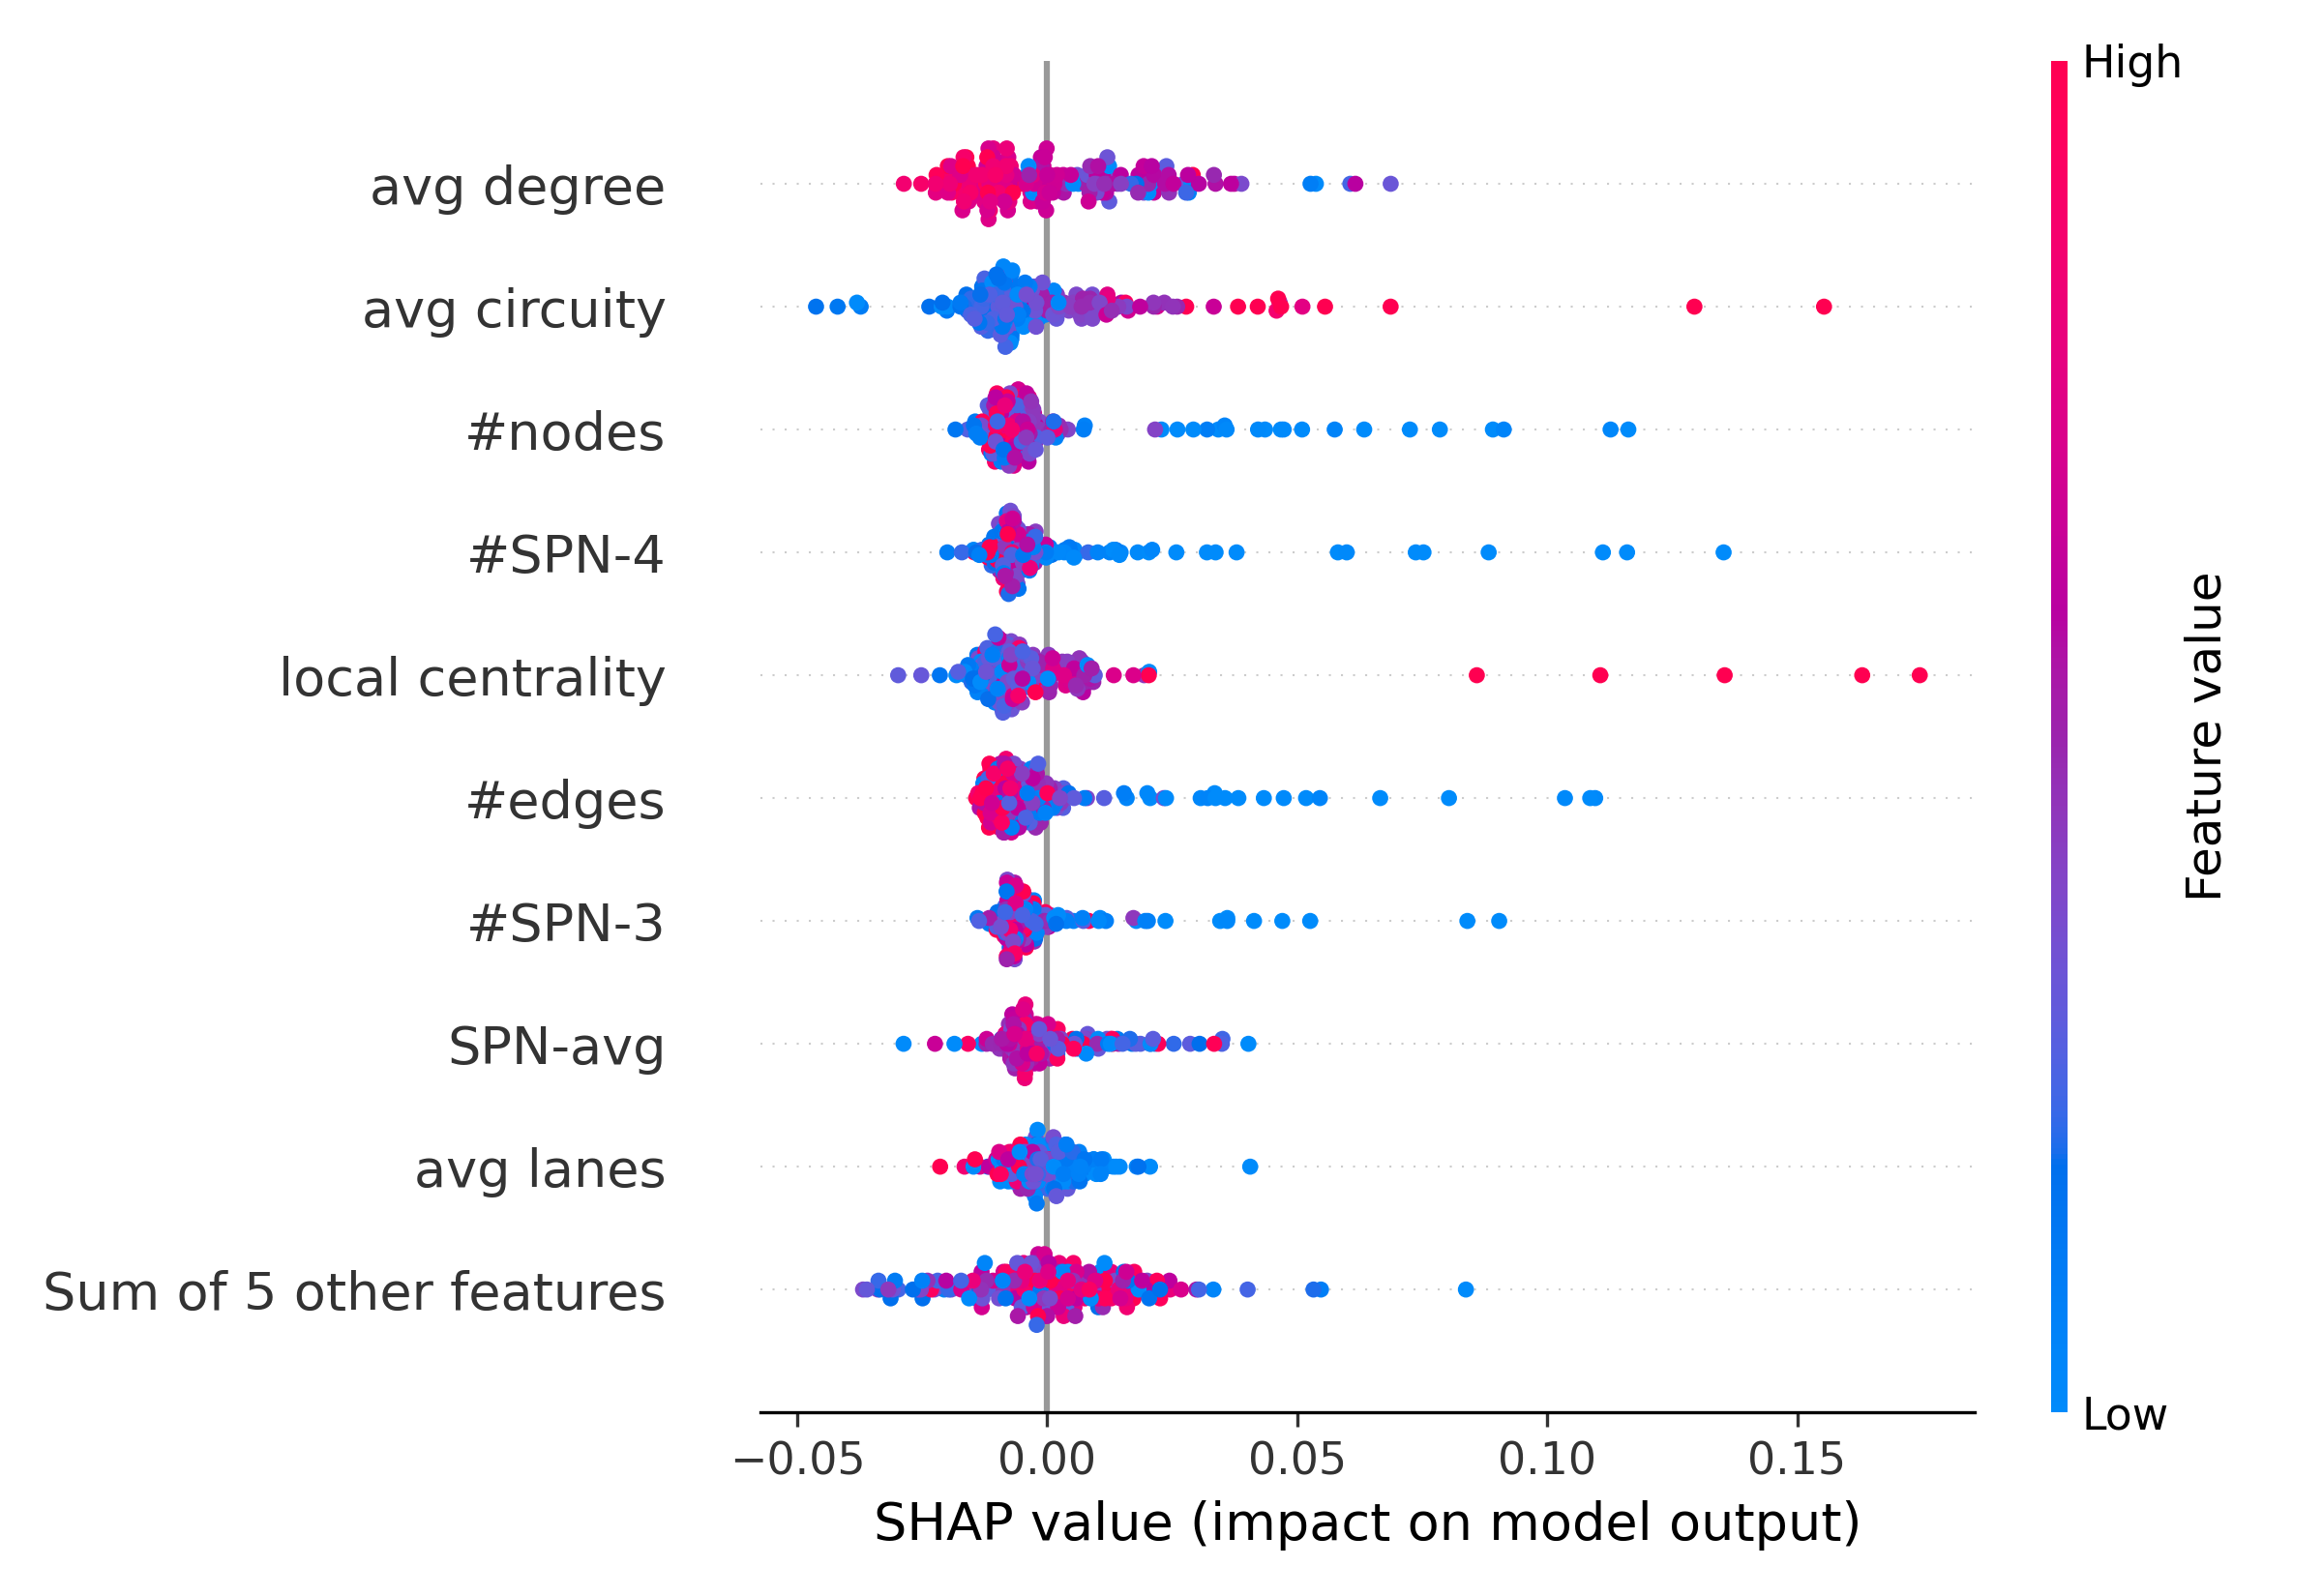 High
avg degree
avg circuity
#nodes
#SPN-4
local centrality
#edges
#SPN-3
SPN-avg
avg lanes
Sum of 5 other features
Feature value
Low
−0.05 0.00 0.05 0.10 0.15
SHAP value (impact on model output)